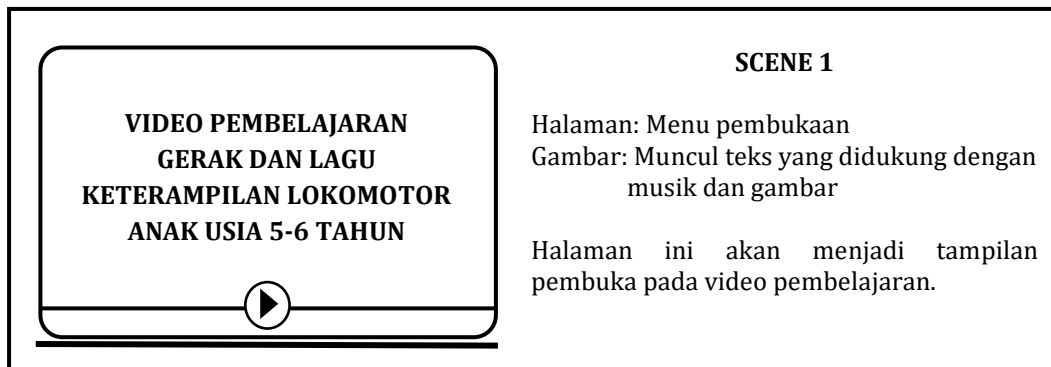 VIDEO PEMBELAJARAN
GERAK DAN LAGU
KETERAMPILAN LOKOMOTOR
ANAK USIA 5-6 TAHUN
SCENE 1
Halaman: Menu pembukaan
Gambar: Muncul teks yang didukung dengan
musik dan gambar
Halaman ini akan menjadi tampilan
pembuka pada video pembelajaran.